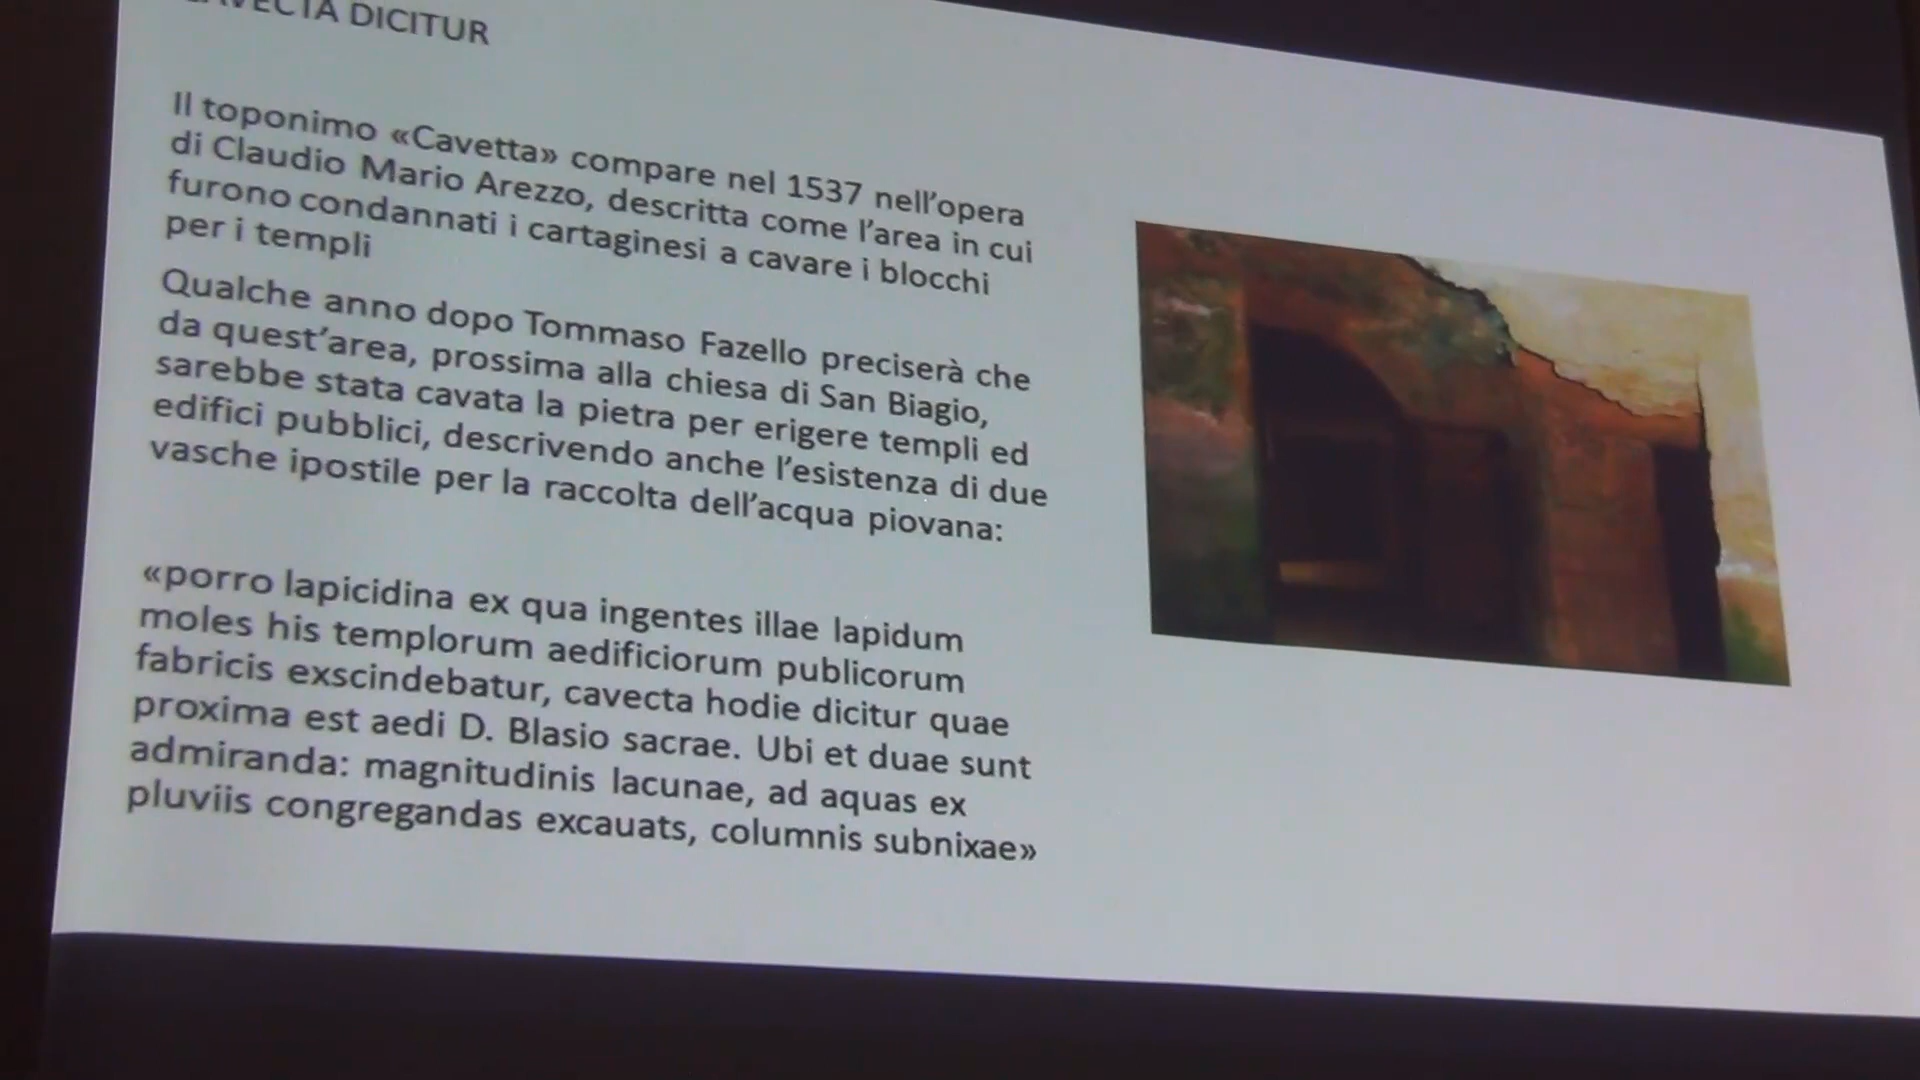 DICITUR
Il toponimo «Cavetta» compare nel 1537 nell'opera
di Claudio Mario Arezzo, descritta come l'area in cui
furono condannati i cartaginesi a cavare i blocchi
per i templi
Qualche anno dopo Tommaso Fazello preciserà che
da quest'area, prossima alla chiesa di San Biagio,
sarebbe stata cavata la pietra per erigere templi ed
edifici pubblici, descrivendo anche l'esistenza di due
vasche ipostile per la raccolta dell'acqua piovana:
«porro lapicidina ex qua ingentes illae lapidum
moles his templorum aedificiorum publicorum
fabricis exscindebatur, cavecta hodie dicitur quae
proxima est aedi D. Blasio sacrae. Ubi et duae sunt
admiranda: magnitudinis lacunae, ad aquas ex
pluviis congregandas excauats, columnis subnixae»